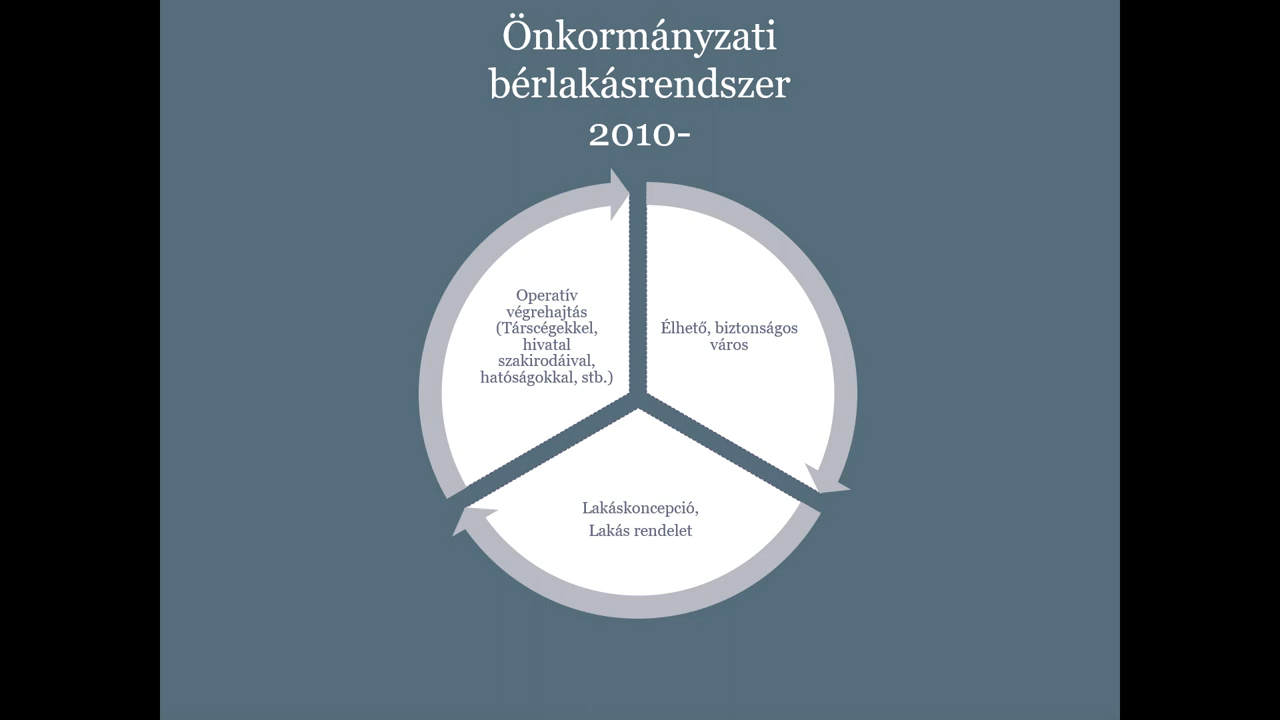 Önkormányzati
bérlakásrendszer
2010-
Operatív
végrehajtás
(Társcégekkel,
hivatal
szakirodáival,
hatóságokkal, stb.)
Élhető, biztonságos
város
Lakáskoncepció,
Lakás rendelet